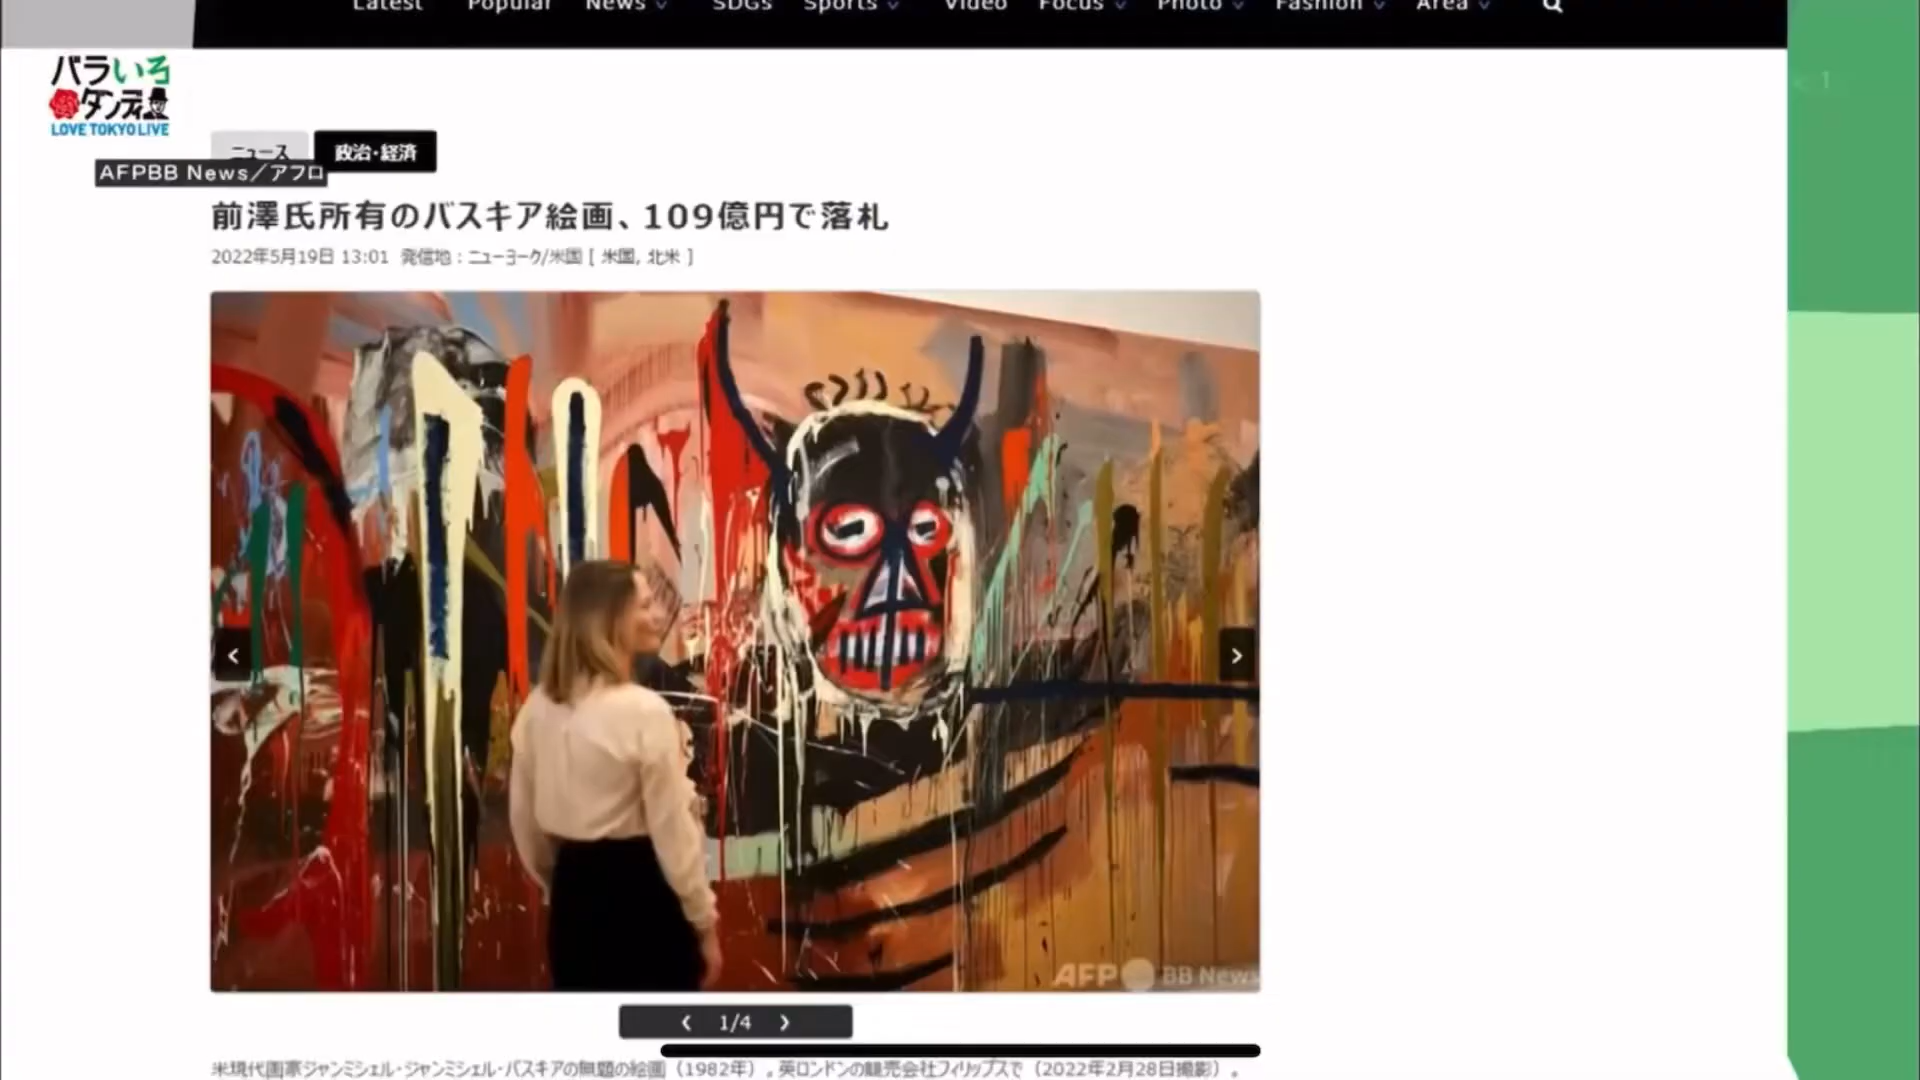 Latest Popular News SDGs Sports Video Focus Photo Fashion Area
バラいろ
ダンディ
LOVE TOKYO LIVE
ニュース 政治・経済
AFPBB News／アフロ
前澤氏所有のバスキア絵画、109億円で落札
2022年5月19日 13:01 発信地：ニューヨーク/米国 [ 米国, 北米 ]
AFP BB News
1/4
米現代画家ジャンミシェル・ジャンミシェル・バスキアの無題の絵画（1982年）。英ロンドンの競売会社フィリップスで（2022年2月28日撮影）。